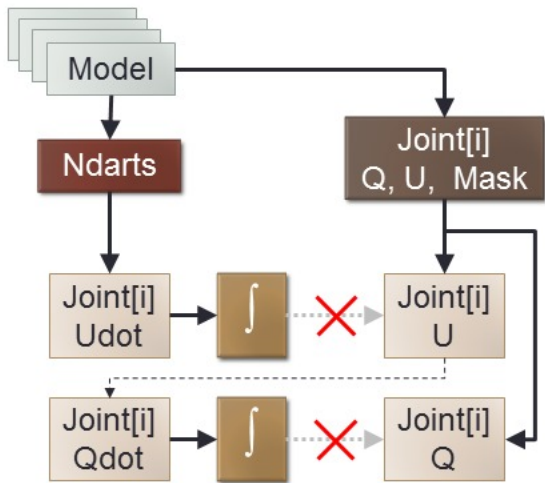 Model
Ndarts
Joint[i]
Q, U, Mask
Joint[i]
Udot
∫
Joint[i]
U
Joint[i]
Qdot
∫
Joint[i]
Q